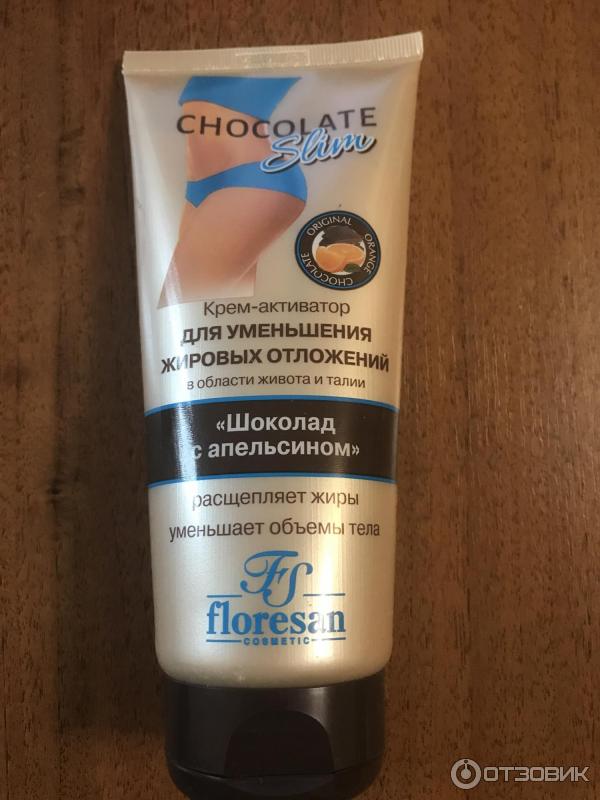 CHOCOLATE
Slim
ORIGINAL
ORANGE
CHOCOLATE
Крем-активатор
ДЛЯ УМЕНЬШЕНИЯ
ЖИРОВЫХ ОТЛОЖЕНИЙ
в области живота и талии
«Шоколад
с апельсином»
расщепляет жиры
уменьшает объемы тела
FS
floresan
COSMETIC
ОТЗОВИК